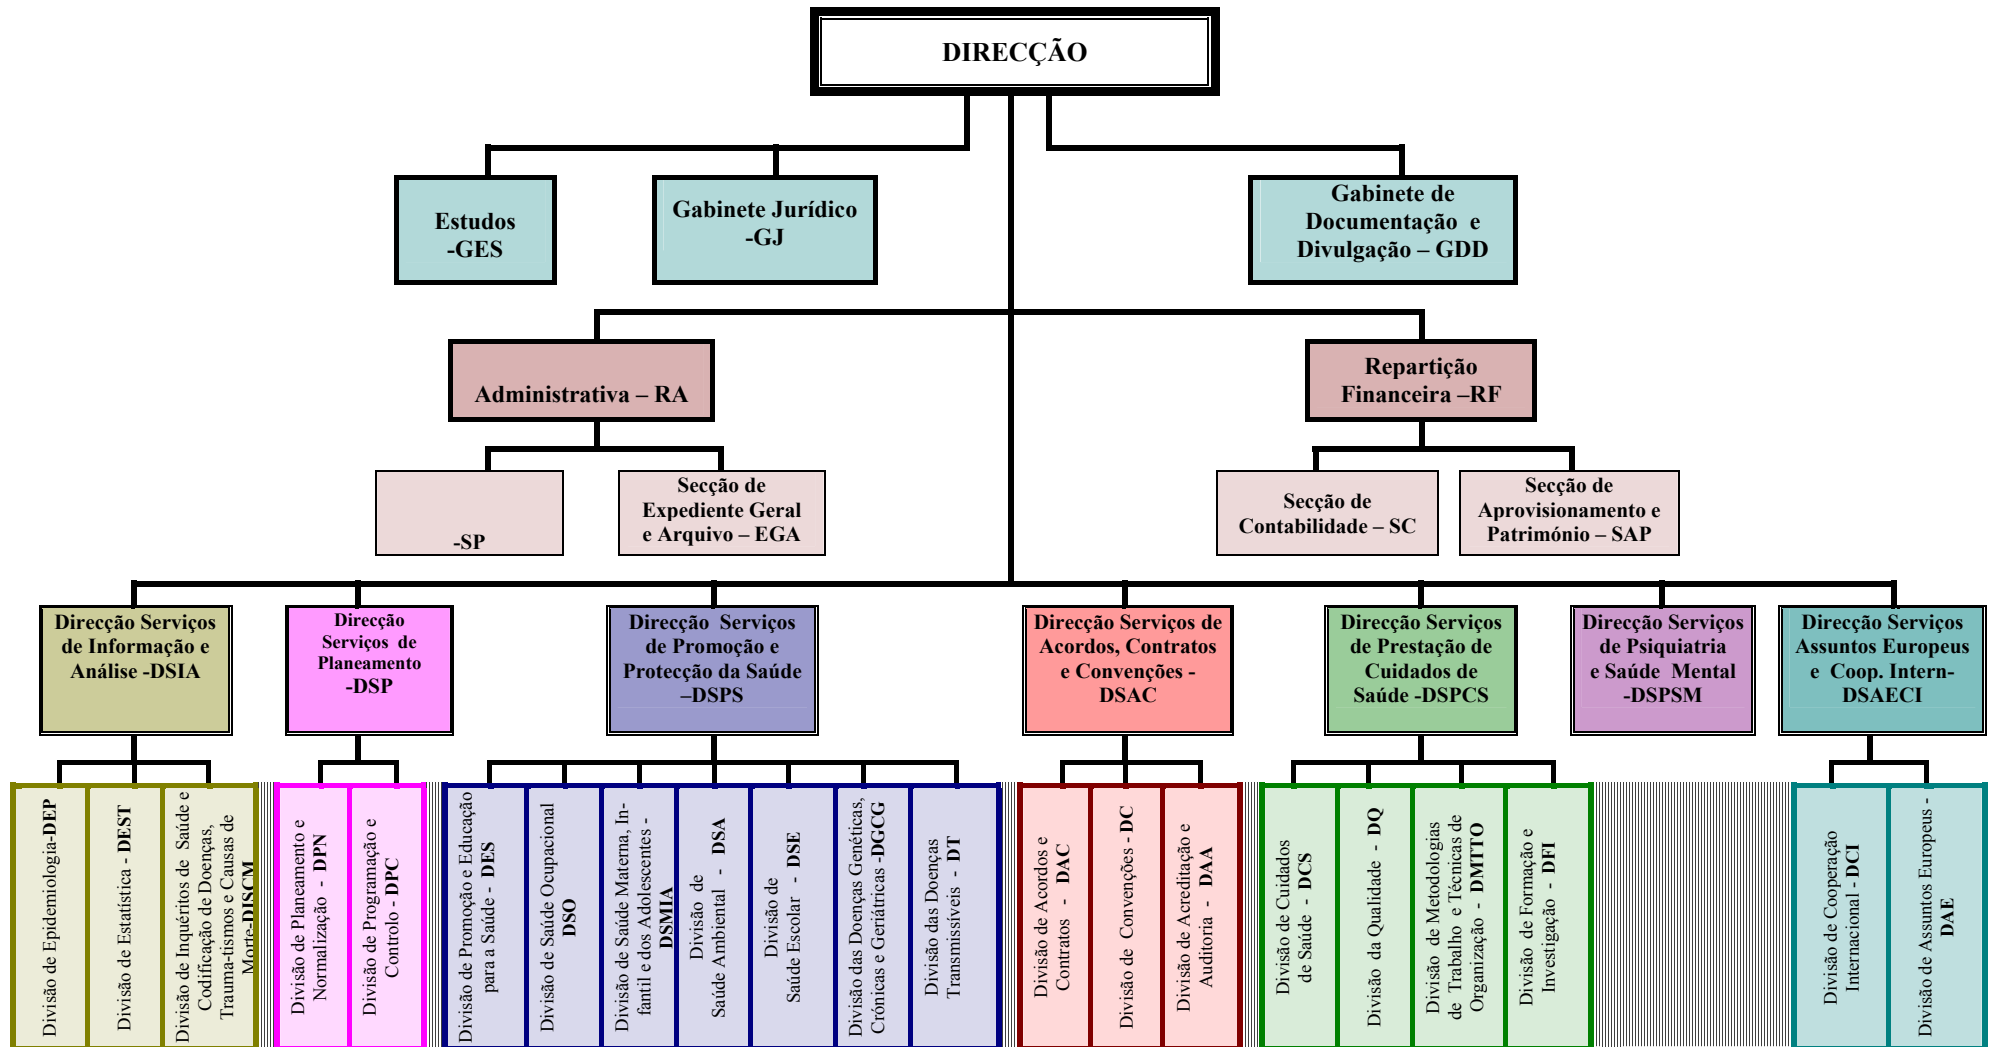 DIRECÇÃO
Estudos
-GES
Gabinete Jurídico
-GJ
Gabinete de
Documentação e
Divulgação – GDD
Administrativa – RA
Repartição
Financeira –RF
-SP
Secção de
Expediente Geral
e Arquivo – EGA
Secção de
Contabilidade – SC
Secção de
Aprovisionamento e
Património – SAP
Direcção Serviços
de Informação e
Análise -DSIA
Direcção
Serviços de
Planeamento
-DSP
Direcção Serviços
de Promoção e
Protecção da Saúde
–DSPS
Direcção Serviços de
Acordos, Contratos
e Convenções -
DSAC
Direcção Serviços
de Prestação de
Cuidados de
Saúde -DSPCS
Direcção Serviços
de Psiquiatria
e Saúde Mental
-DSPSM
Direcção Serviços
Assuntos Europeus
e Coop. Intern-
DSAECI
Divisão de Epidemiologia-DEP
Divisão de Estatística - DEST
Divisão de Inquéritos de Saúde e
Codificação de Doenças,
Trauma-tismos e Causas de
Morte-DISCM
Divisão de Planeamento e
Normalização - DPN
Divisão de Programação e
Controlo - DPC
Divisão de Promoção e Educação
para a Saúde - DES
Divisão de Saúde Ocupacional
DSO
Divisão de Saúde Materna, In-
fantil e dos Adolescentes -
DSMIA
Divisão de
Saúde Ambiental - DSA
Divisão de
Saúde Escolar - DSE
Divisão das Doenças Genéticas,
Crónicas e Geriátricas -DGCG
Divisão das Doenças
Transmissíveis - DT
Divisão de Acordos e
Contratos - DAC
Divisão de Convenções - DC
Divisão de Acreditação e
Auditoria - DAA
Divisão de Cuidados
de Saúde - DCS
Divisão da Qualidade - DQ
Divisão de Metodologias
de Trabalho e Técnicas de
Organização - DMTTO
Divisão de Formação e
Investigação - DFI
Divisão de Cooperação
Internacional - DCI
Divisão de Assuntos Europeus -
DAE